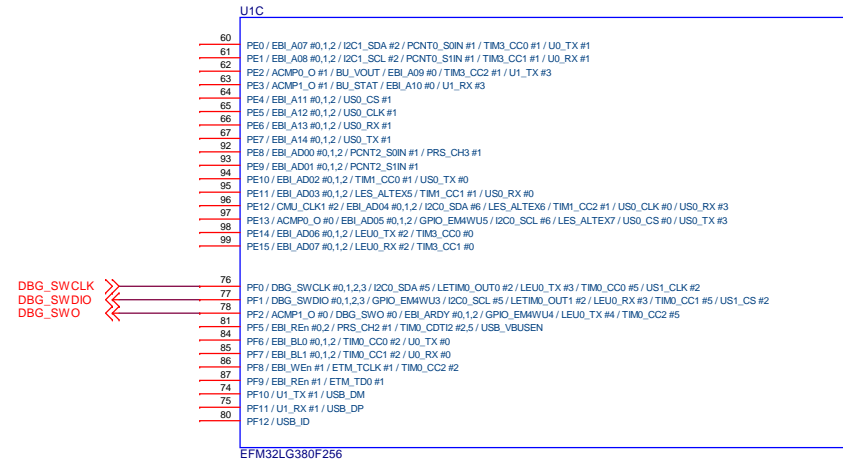 U1C
60 PE0 / EBI_A07 #0,1,2 / I2C1_SDA #2 / PCNT0_S0IN #1 / TIM3_CC0 #1 / U0_TX #1
61 PE1 / EBI_A08 #0,1,2 / I2C1_SCL #2 / PCNT0_S1IN #1 / TIM3_CC1 #1 / U0_RX #1
62 PE2 / ACMP0_O #1 / BU_VOUT / EBI_A09 #0 / TIM3_CC2 #1 / U1_TX #3
63 PE3 / ACMP1_O #1 / BU_STAT / EBI_A10 #0 / U1_RX #3
64 PE4 / EBI_A11 #0,1,2 / US0_CS #1
65 PE5 / EBI_A12 #0,1,2 / US0_CLK #1
66 PE6 / EBI_A13 #0,1,2 / US0_RX #1
67 PE7 / EBI_A14 #0,1,2 / US0_TX #1
92 PE8 / EBI_AD00 #0,1,2 / PCNT2_S0IN #1 / PRS_CH3 #1
93 PE9 / EBI_AD01 #0,1,2 / PCNT2_S1IN #1
94 PE10 / EBI_AD02 #0,1,2 / TIM1_CC0 #1 / US0_TX #0
95 PE11 / EBI_AD03 #0,1,2 / LES_ALTEX5 / TIM1_CC1 #1 / US0_RX #0
96 PE12 / CMU_CLK1 #2 / EBI_AD04 #0,1,2 / I2C0_SDA #6 / LES_ALTEX6 / TIM1_CC2 #1 / US0_CLK #0 / US0_RX #3
97 PE13 / ACMP0_O #0 / EBI_AD05 #0,1,2 / GPIO_EM4WU5 / I2C0_SCL #6 / LES_ALTEX7 / US0_CS #0 / US0_TX #3
98 PE14 / EBI_AD06 #0,1,2 / LEU0_TX #2 / TIM3_CC0 #0
99 PE15 / EBI_AD07 #0,1,2 / LEU0_RX #2 / TIM3_CC1 #0
DBG_SWCLK 76 PF0 / DBG_SWCLK #0,1,2,3 / I2C0_SDA #5 / LETIM0_OUT0 #2 / LEU0_TX #3 / TIM0_CC0 #5 / US1_CLK #2
DBG_SWDIO 77 PF1 / DBG_SWDIO #0,1,2,3 / GPIO_EM4WU3 / I2C0_SCL #5 / LETIM0_OUT1 #2 / LEU0_RX #3 / TIM0_CC1 #5 / US1_CS #2
DBG_SWO 78 PF2 / ACMP1_O #0 / DBG_SWO #0 / EBI_ARDY #0,1,2 / GPIO_EM4WU4 / LEU0_TX #4 / TIM0_CC2 #5
81 PF5 / EBI_REn #0,2 / PRS_CH2 #1 / TIM0_CDTI2 #2,5 / USB_VBUSEN
84 PF6 / EBI_BL0 #0,1,2 / TIM0_CC0 #2 / U0_TX #0
85 PF7 / EBI_BL1 #0,1,2 / TIM0_CC1 #2 / U0_RX #0
86 PF8 / EBI_WEn #1 / ETM_TCLK #1 / TIM0_CC2 #2
87 PF9 / EBI_REn #1 / ETM_TD0 #1
74 PF10 / U1_TX #1 / USB_DM
75 PF11 / U1_RX #1 / USB_DP
80 PF12 / USB_ID
EFM32LG380F256